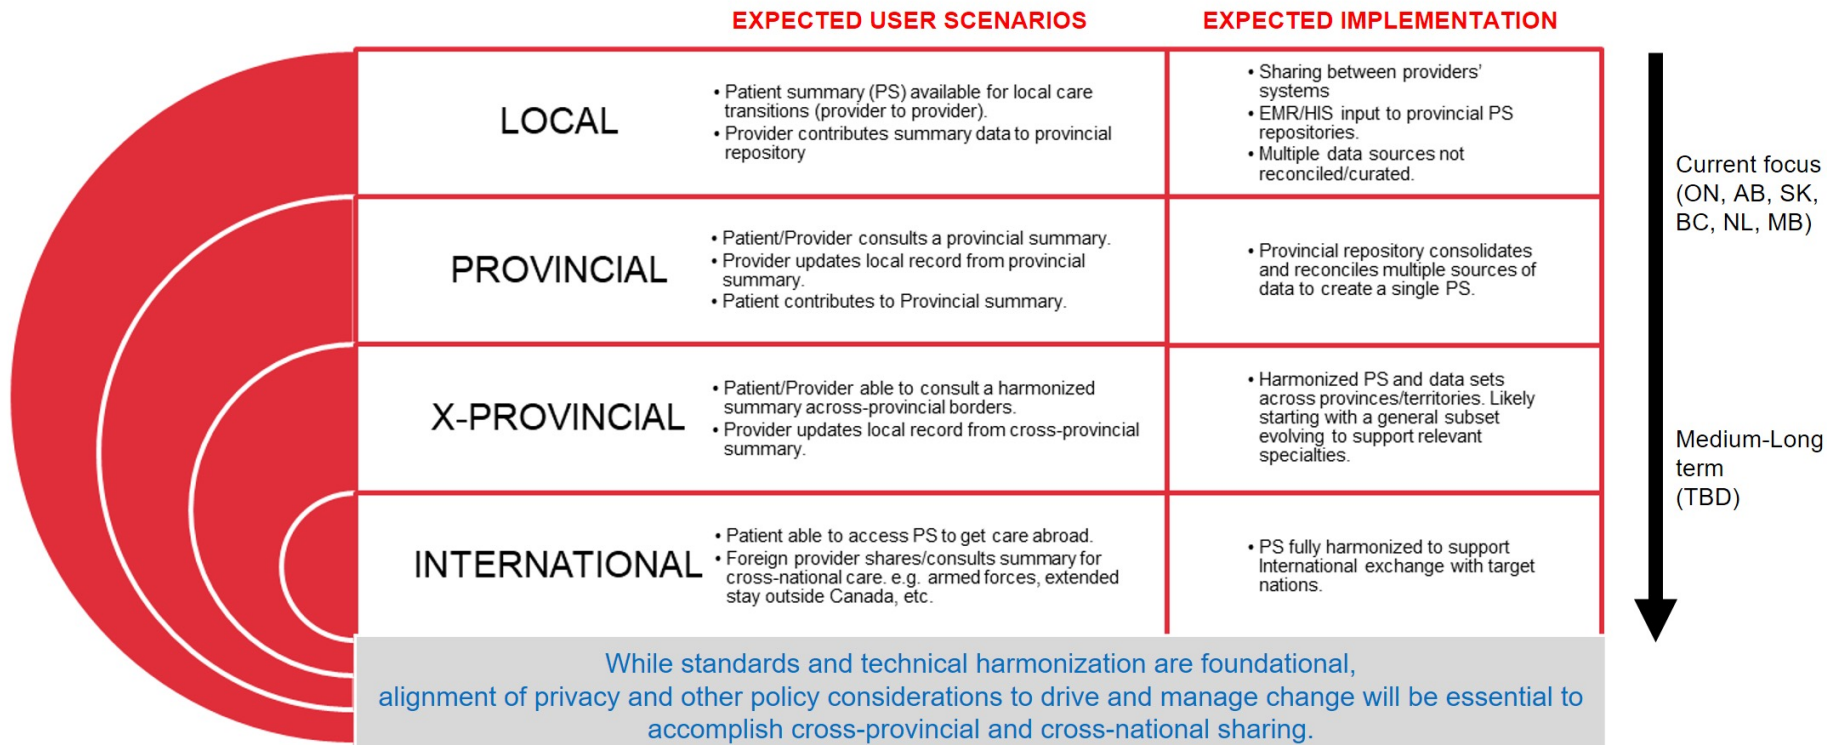 EXPECTED USER SCENARIOS
EXPECTED IMPLEMENTATION
LOCAL
• Patient summary (PS) available for local care
transitions (provider to provider).
• Provider contributes summary data to provincial
repository
• Sharing between providers'
systems
• EMR/HIS input to provincial PS
repositories.
• Multiple data sources not
reconciled/curated.
PROVINCIAL
• Patient/Provider consults a provincial summary.
• Provider updates local record from provincial
summary.
• Patient contributes to Provincial summary.
• Provincial repository consolidates
and reconciles multiple sources of
data to create a single PS.
X-PROVINCIAL
• Patient/Provider able to consult a harmonized
summary across-provincial borders.
• Provider updates local record from cross-provincial
summary.
• Harmonized PS and data sets
across provinces/territories. Likely
starting with a general subset
evolving to support relevant
specialties.
INTERNATIONAL
• Patient able to access PS to get care abroad.
• Foreign provider shares/consults summary for
cross-national care. e.g. armed forces, extended
stay outside Canada, etc.
• PS fully harmonized to support
International exchange with target
nations.
Current focus
(ON, AB, SK,
BC, NL, MB)
Medium-Long
term
(TBD)
While standards and technical harmonization are foundational,
alignment of privacy and other policy considerations to drive and manage change will be essential to
accomplish cross-provincial and cross-national sharing.